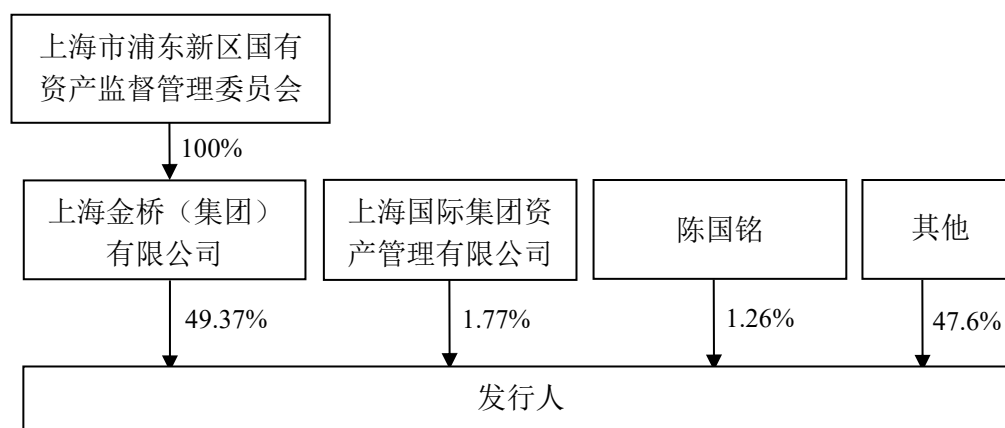 上海市浦东新区国有
资产监督管理委员会
100%
上海金桥（集团）
有限公司
上海国际集团资
产管理有限公司
陈国铭
其他
49.37%
1.77%
1.26%
47.6%
发行人